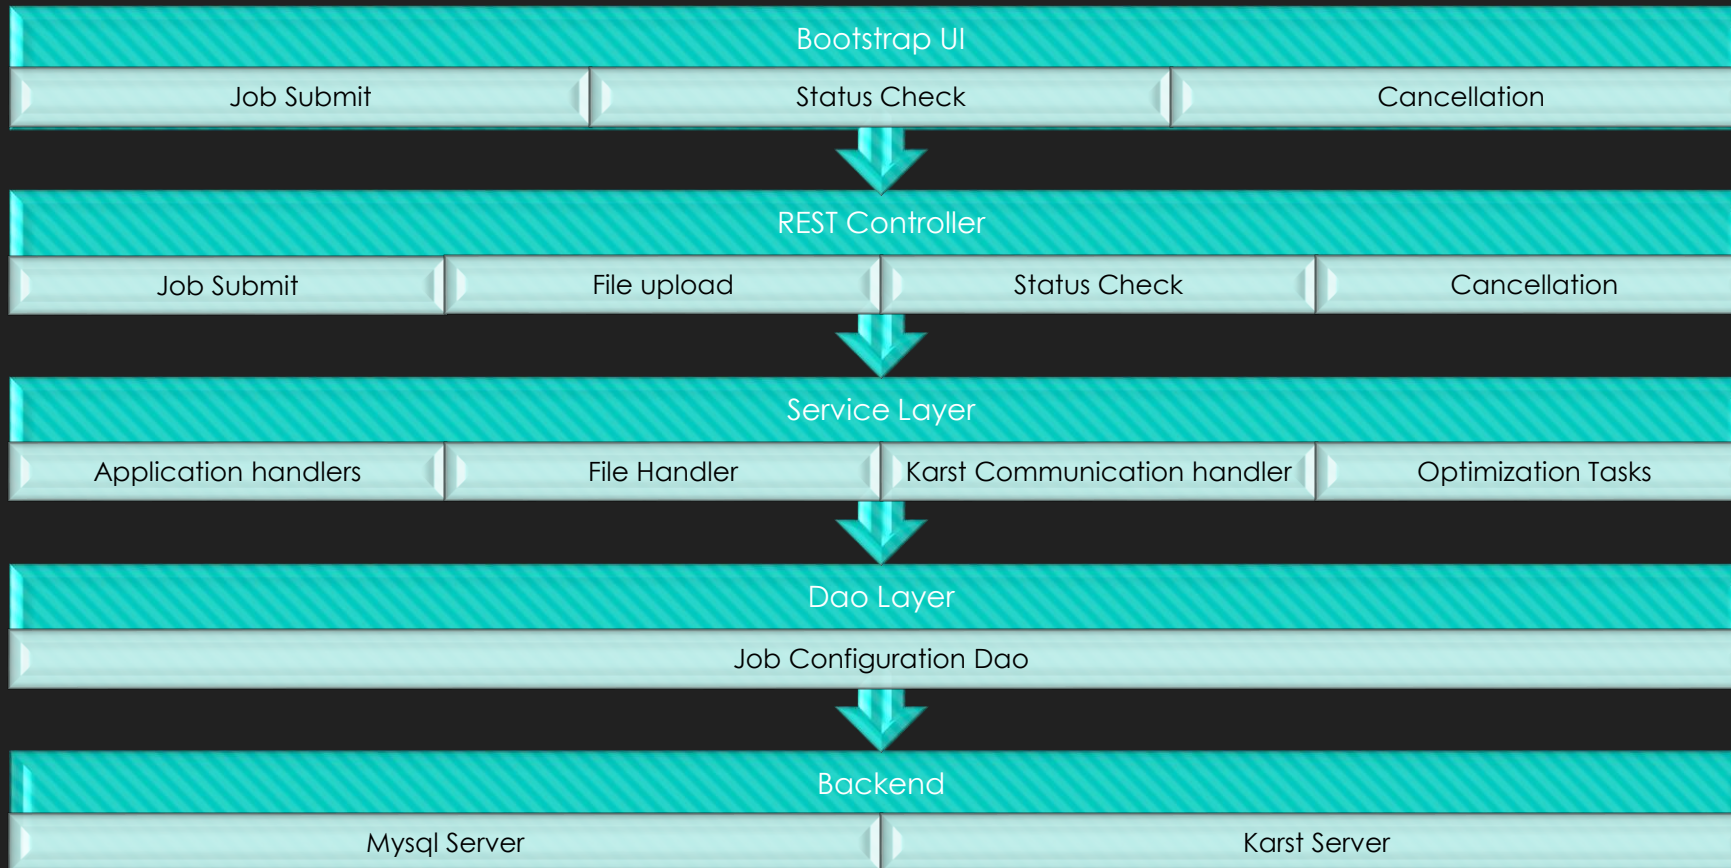 Bootstrap UI
Job Submit
Status Check
Cancellation
REST Controller
Job Submit
File upload
Status Check
Cancellation
Service Layer
Application handlers
File Handler
Karst Communication handler
Optimization Tasks
Dao Layer
Job Configuration Dao
Backend
Mysql Server
Karst Server